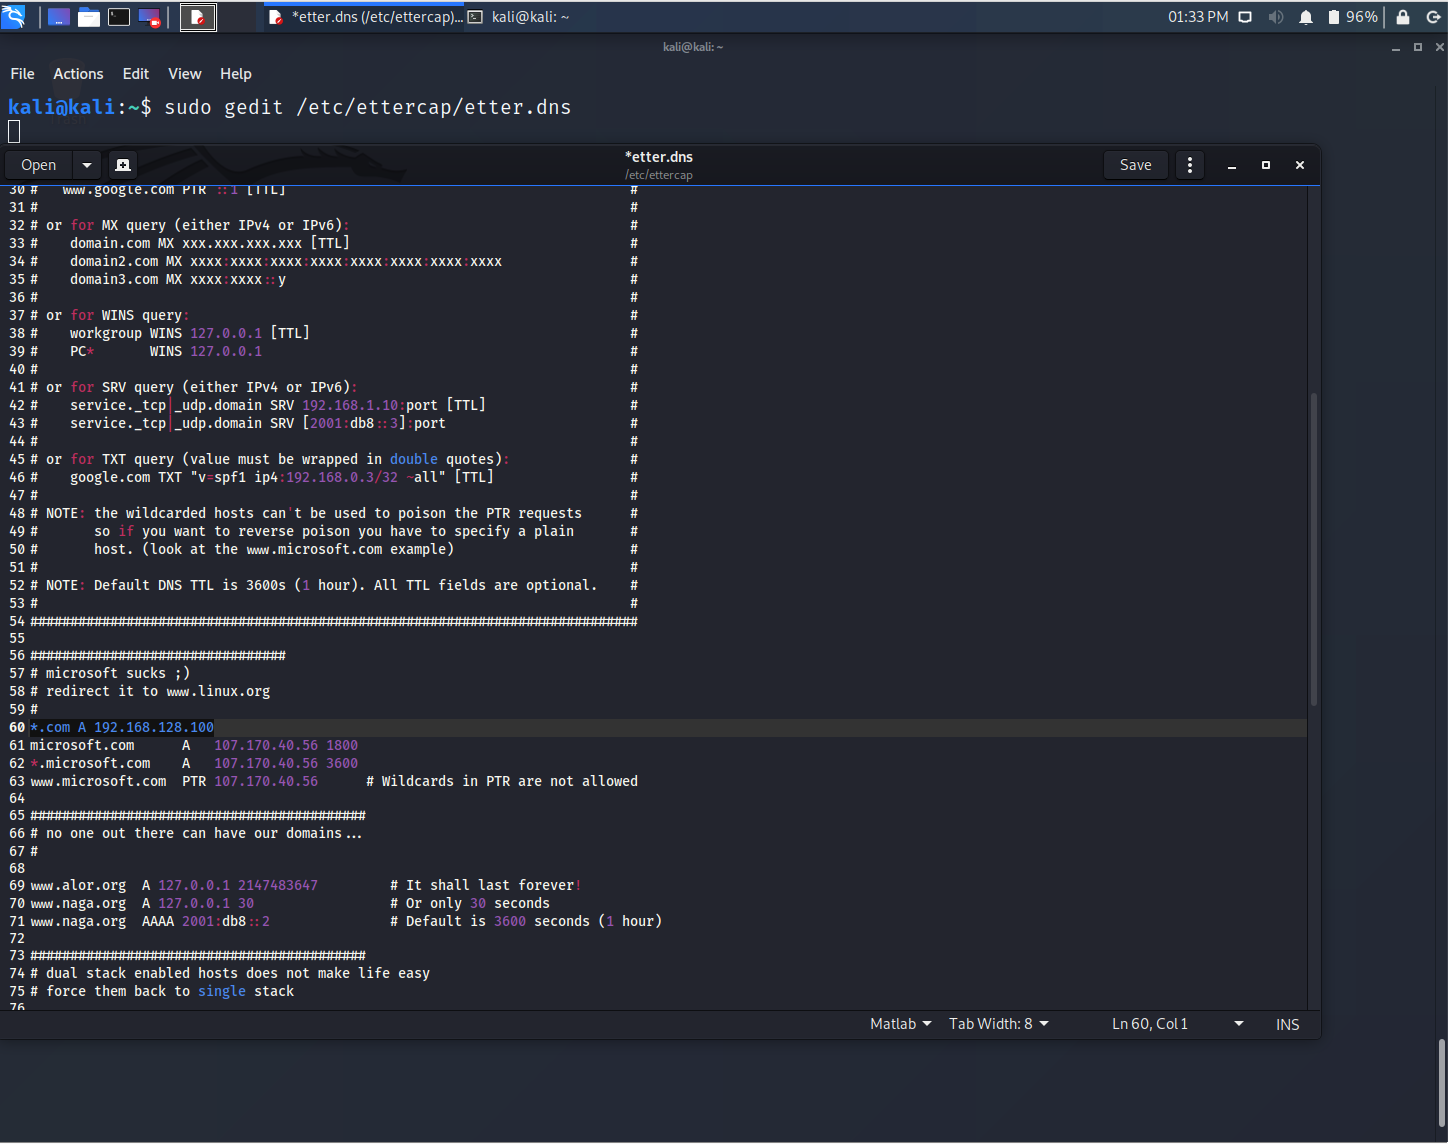 *etter.dns (/etc/ettercap)... kali@kali: ~ 01:33 PM 96%
kali@kali: ~
File Actions Edit View Help
kali@kali:~$ sudo gedit /etc/ettercap/etter.dns
Open *etter.dns Save
/etc/ettercap
30 #   www.google.com PTR ::1 [TTL]                                           #
31 #                                                                          #
32 # or for MX query (either IPv4 or IPv6):                                   #
33 #    domain.com MX xxx.xxx.xxx.xxx [TTL]                                   #
34 #    domain2.com MX xxxx:xxxx:xxxx:xxxx:xxxx:xxxx:xxxx:xxxx                #
35 #    domain3.com MX xxxx:xxxx::y                                           #
36 #                                                                          #
37 # or for WINS query:                                                       #
38 #    workgroup WINS 127.0.0.1 [TTL]                                        #
39 #    PC*       WINS 127.0.0.1                                              #
40 #                                                                          #
41 # or for SRV query (either IPv4 or IPv6):                                  #
42 #    service._tcp|_udp.domain SRV 192.168.1.10:port [TTL]                  #
43 #    service._tcp|_udp.domain SRV [2001:db8::3]:port                       #
44 #                                                                          #
45 # or for TXT query (value must be wrapped in double quotes):               #
46 #    google.com TXT "v=spf1 ip4:192.168.0.3/32 ~all" [TTL]                 #
47 #                                                                          #
48 # NOTE: the wildcarded hosts can't be used to poison the PTR requests      #
49 #       so if you want to reverse poison you have to specify a plain       #
50 #       host. (look at the www.microsoft.com example)                      #
51 #                                                                          #
52 # NOTE: Default DNS TTL is 3600s (1 hour). All TTL fields are optional.    #
53 #                                                                          #
54 ############################################################################
55
56 ################################
57 # microsoft sucks ;)
58 # redirect it to www.linux.org
59 #
60 *.com A 192.168.128.100
61 microsoft.com      A   107.170.40.56 1800
62 *.microsoft.com    A   107.170.40.56 3600
63 www.microsoft.com  PTR 107.170.40.56      # Wildcards in PTR are not allowed
64
65 ##########################################
66 # no one out there can have our domains...
67 #
68
69 www.alor.org  A 127.0.0.1 2147483647         # It shall last forever!
70 www.naga.org  A 127.0.0.1 30                 # Or only 30 seconds
71 www.naga.org  AAAA 2001:db8::2               # Default is 3600 seconds (1 hour)
72
73 ##########################################
74 # dual stack enabled hosts does not make life easy
75 # force them back to single stack
76
Matlab Tab Width: 8 Ln 60, Col 1 INS